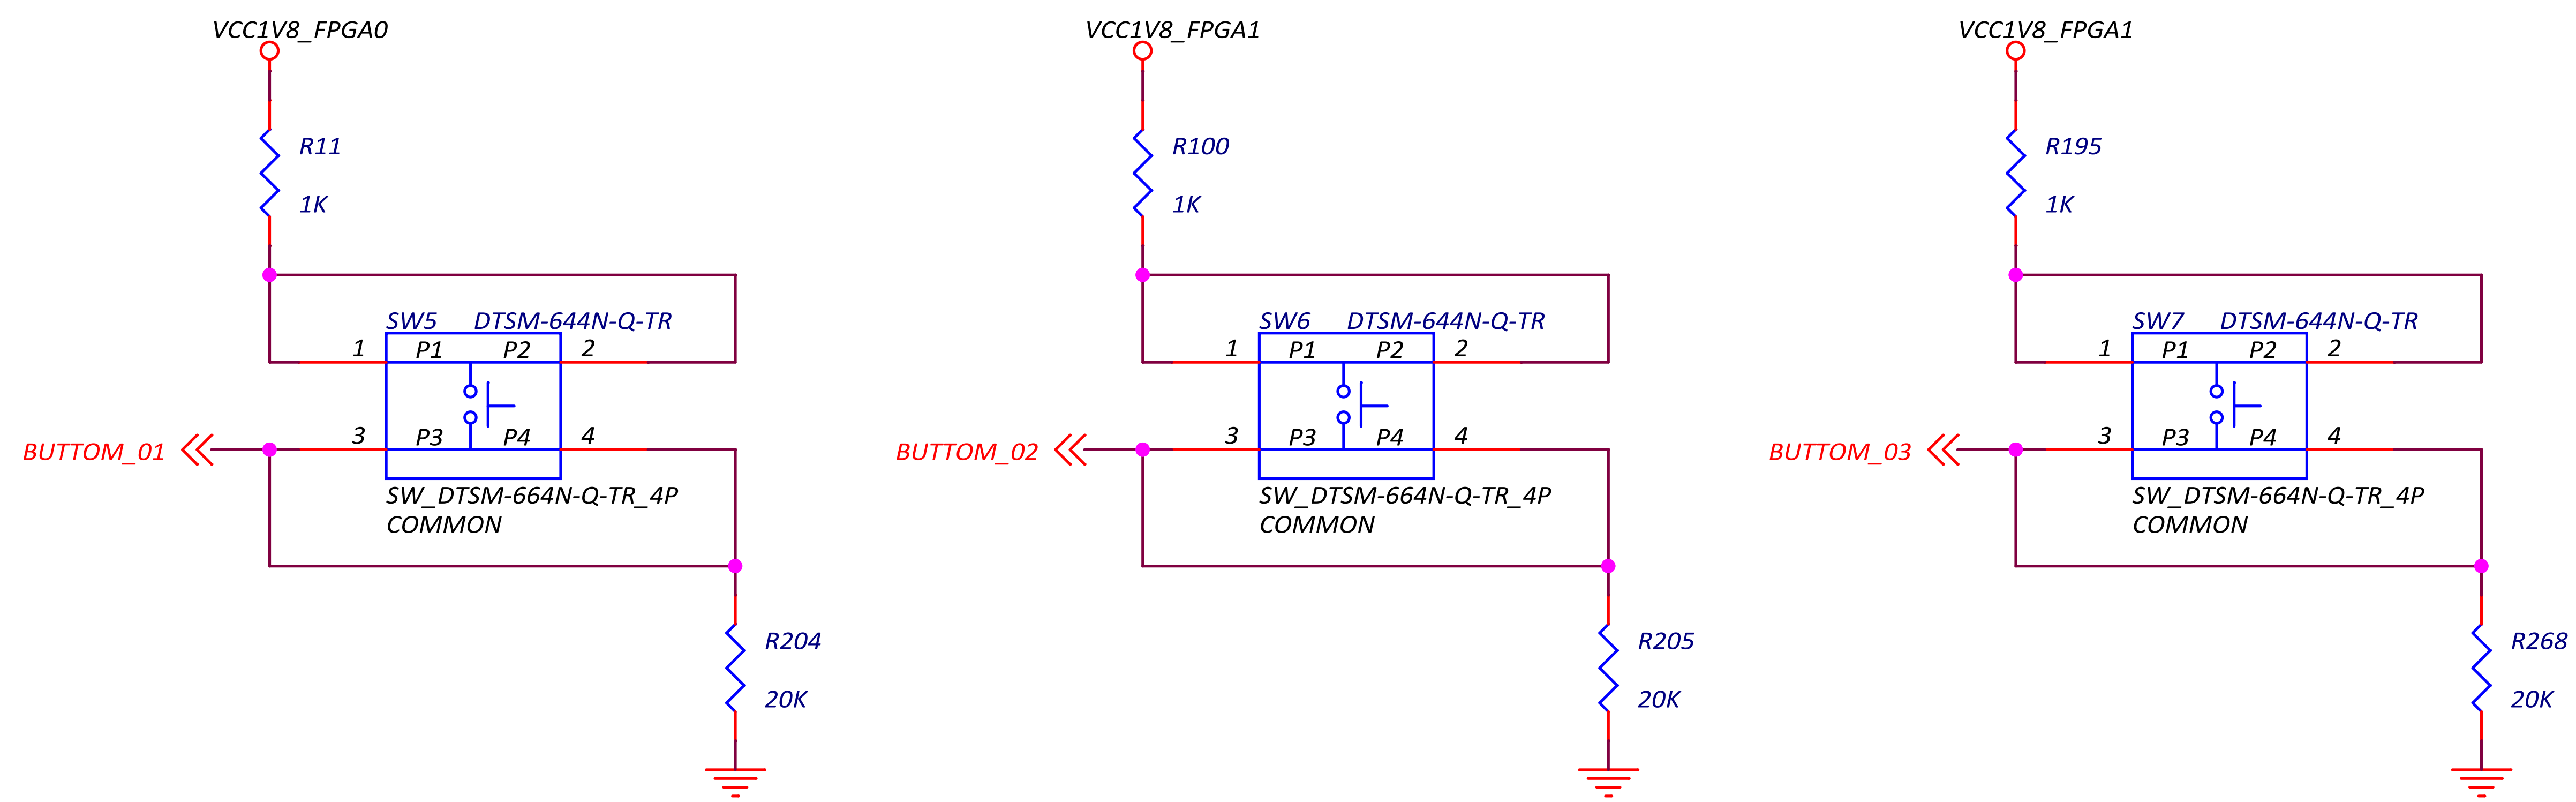 VCC1V8_FPGA0
R11
1K
SW5 DTSM-644N-Q-TR
1 P1 P2 2
BUTTOM_01 3 P3 P4 4
SW_DTSM-664N-Q-TR_4P
COMMON
R204
20K
VCC1V8_FPGA1
R100
1K
SW6 DTSM-644N-Q-TR
1 P1 P2 2
BUTTOM_02 3 P3 P4 4
SW_DTSM-664N-Q-TR_4P
COMMON
R205
20K
VCC1V8_FPGA1
R195
1K
SW7 DTSM-644N-Q-TR
1 P1 P2 2
BUTTOM_03 3 P3 P4 4
SW_DTSM-664N-Q-TR_4P
COMMON
R268
20K